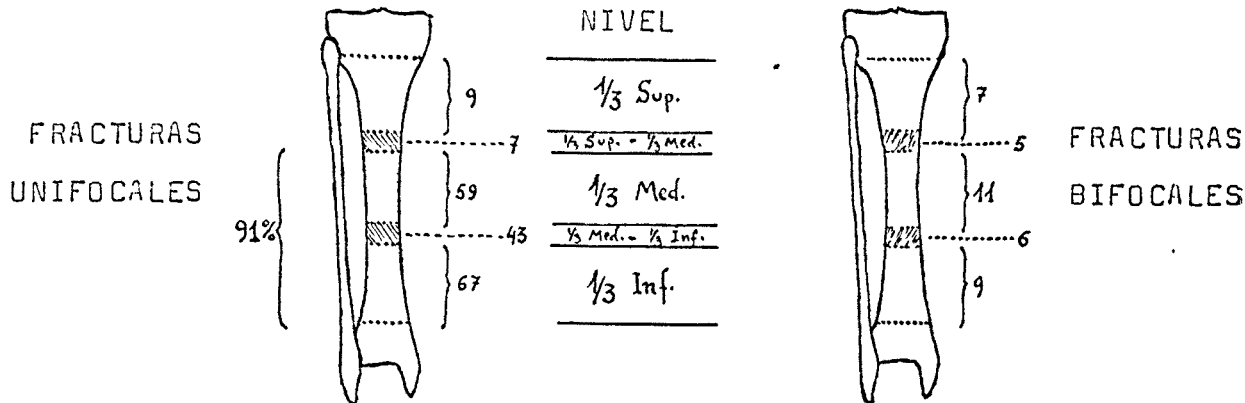 NIVEL
9
1/3 Sup.
7
FRACTURAS
7
1/3 Sup. - 1/3 Med.
5
FRACTURAS
UNIFOCALES
59
1/3 Med.
11
BIFOCALES
91%
43
1/3 Med. - 1/3 Inf.
6
67
1/3 Inf.
9